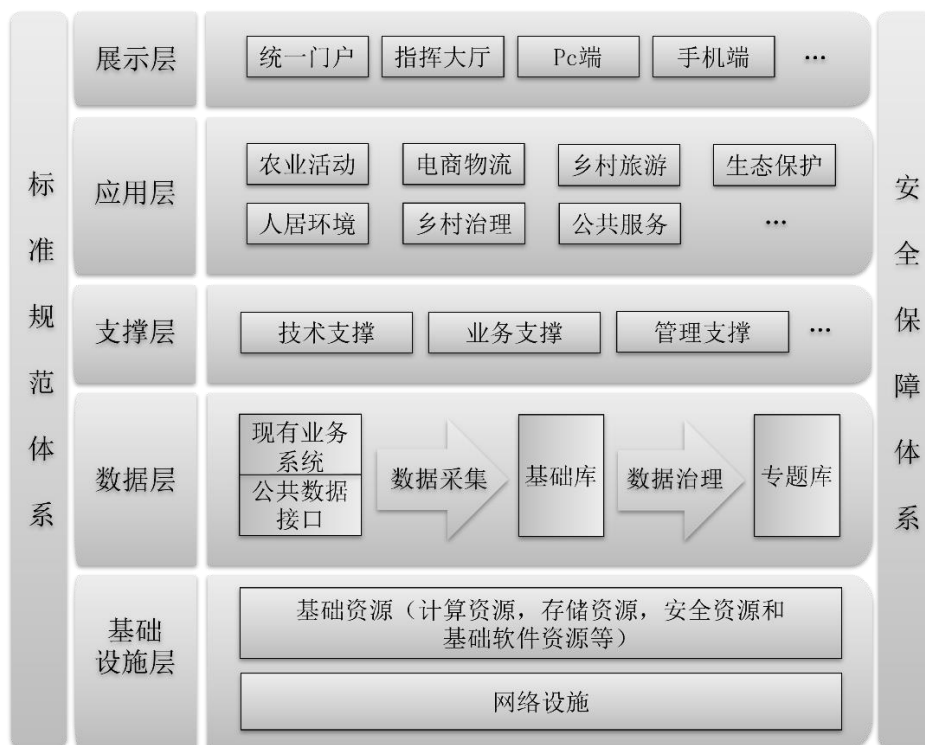 标准规范体系
展示层
统一门户
指挥大厅
Pc端
手机端
…
应用层
农业活动
电商物流
乡村旅游
生态保护
人居环境
乡村治理
公共服务
…
支撑层
技术支撑
业务支撑
管理支撑
…
数据层
现有业务
系统
公共数据
接口
数据采集
基础库
数据治理
专题库
基础
设施层
基础资源（计算资源，存储资源，安全资源和
基础软件资源等）
网络设施
安全保障体系